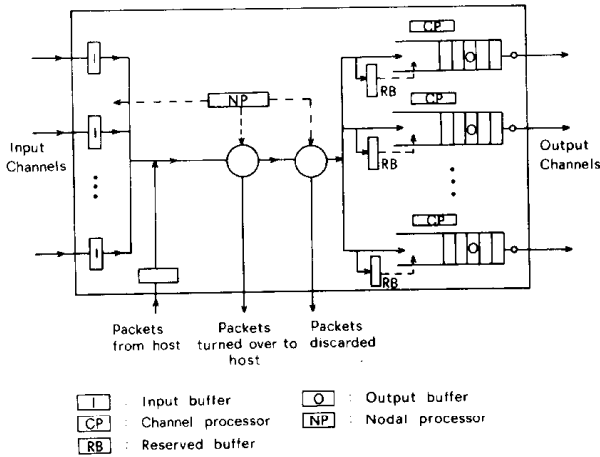 CP
I
O
RB
NP
CP
Input
Channels
I
O
RB
Output
Channels
CP
I
O
RB
Packets
from host
Packets
turned over to
host
Packets
discarded
I : Input buffer
O : Output buffer
CP : Channel processor
NP : Nodal processor
RB : Reserved buffer